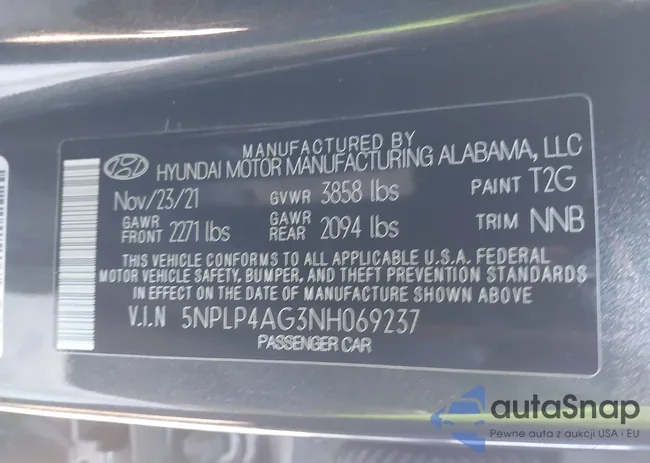 MANUFACTURED BY
HYUNDAI MOTOR MANUFACTURING ALABAMA, LLC
Nov/23/21 GVWR 3858 lbs PAINT T2G
GAWR FRONT 2271 lbs GAWR REAR 2094 lbs TRIM NNB
THIS VEHICLE CONFORMS TO ALL APPLICABLE U.S.A. FEDERAL
MOTOR VEHICLE SAFETY, BUMPER, AND THEFT PREVENTION STANDARDS
IN EFFECT ON THE DATE OF MANUFACTURE SHOWN ABOVE
V.I.N 5NPLP4AG3NH069237
PASSENGER CAR
autaSnap
Pewne auta z aukcji USA i EU